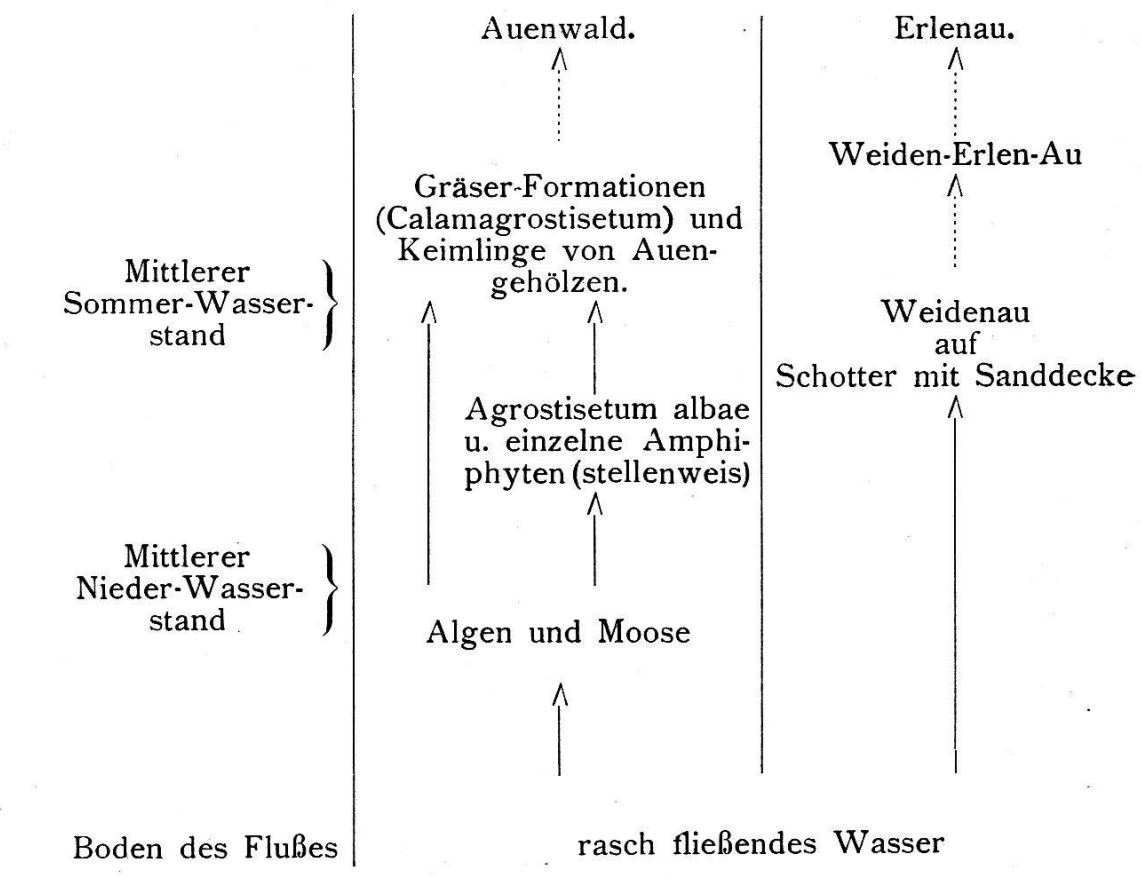 Auenwald.
Erlenau.
Weiden-Erlen-Au
Gräser-Formationen
(Calamagrostisetum) und
Keimlinge von Auen-
gehölzen.
Mittlerer
Sommer-Wasser-
stand
Weidenau
auf
Schotter mit Sanddecke
Agrostisetum albae
u. einzelne Amphi-
phyten (stellenweis)
Mittlerer
Nieder-Wasser-
stand
Algen und Moose
Boden des Flußes
rasch fließendes Wasser